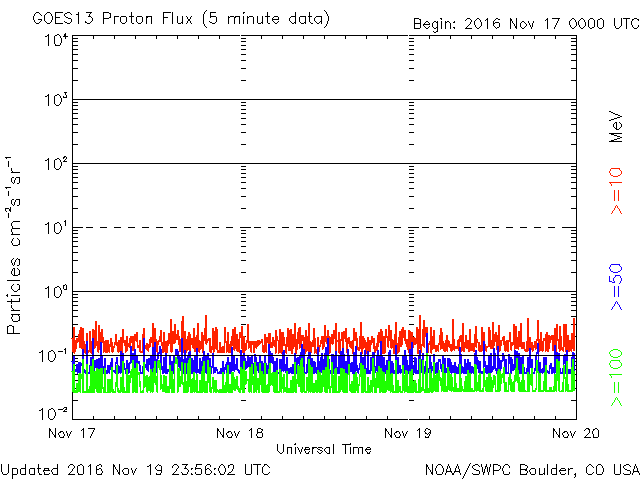 GOES13 Proton Flux (5 minute data)
Begin: 2016 Nov 17 0000 UTC
Particles cm⁻²s⁻¹sr⁻¹
10⁴
10³
10²
10¹
10⁰
10⁻¹
10⁻²
Nov 17 Nov 18 Nov 19 Nov 20
Universal Time
MeV
>=10
>=50
>=100
Updated 2016 Nov 19 23:56:02 UTC
NOAA/SWPC Boulder, CO USA